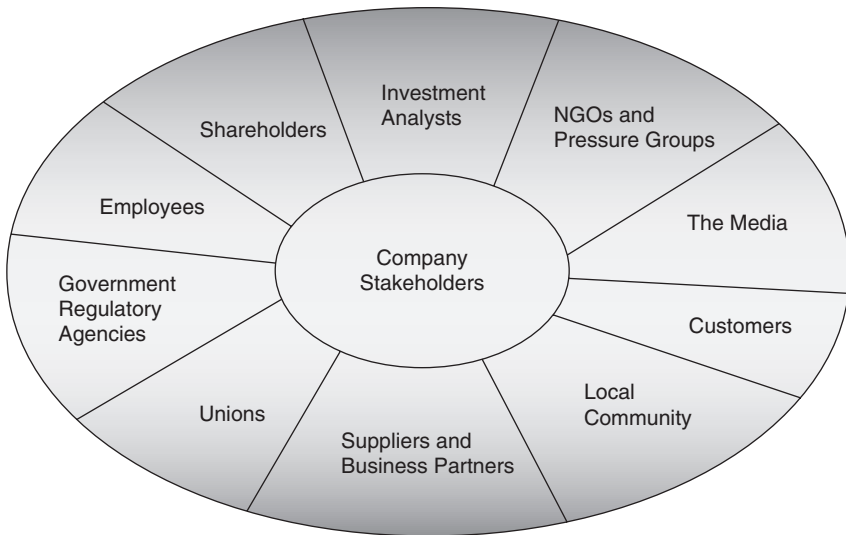 Investment
Analysts
NGOs and
Pressure Groups
Shareholders
The Media
Employees
Company
Stakeholders
Government
Regulatory
Agencies
Customers
Local
Community
Unions
Suppliers and
Business Partners